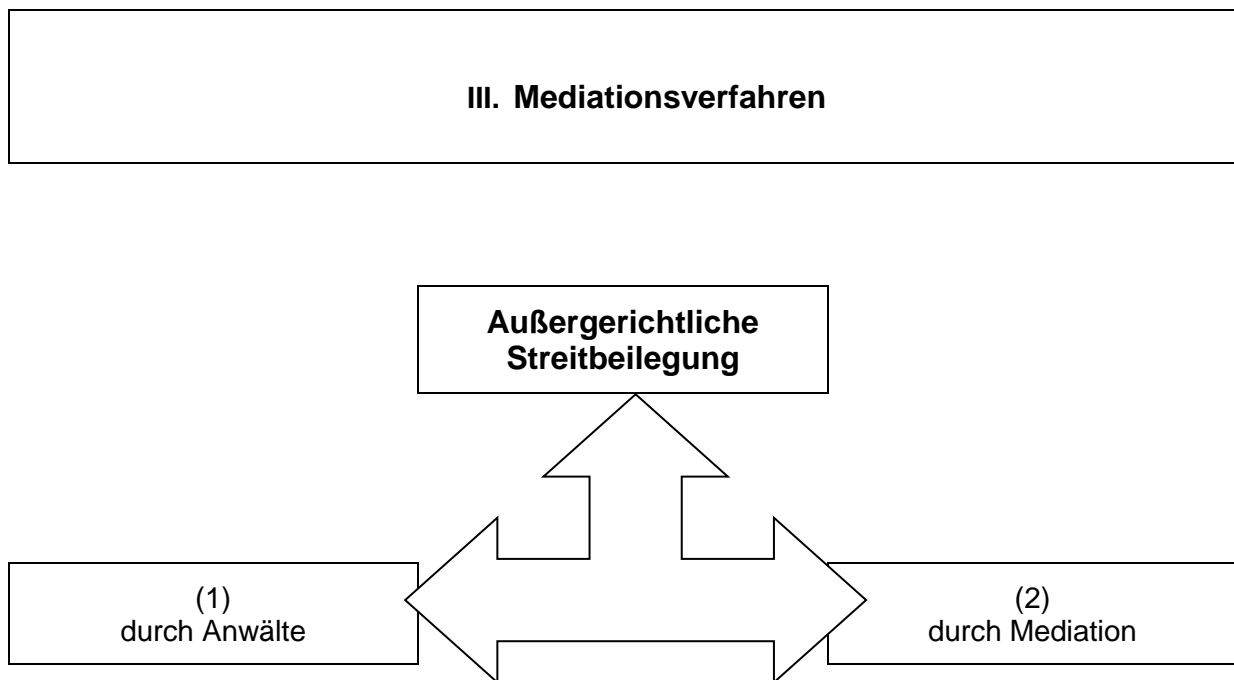 III. Mediationsverfahren
Außergerichtliche
Streitbeilegung
(1)
durch Anwälte
(2)
durch Mediation